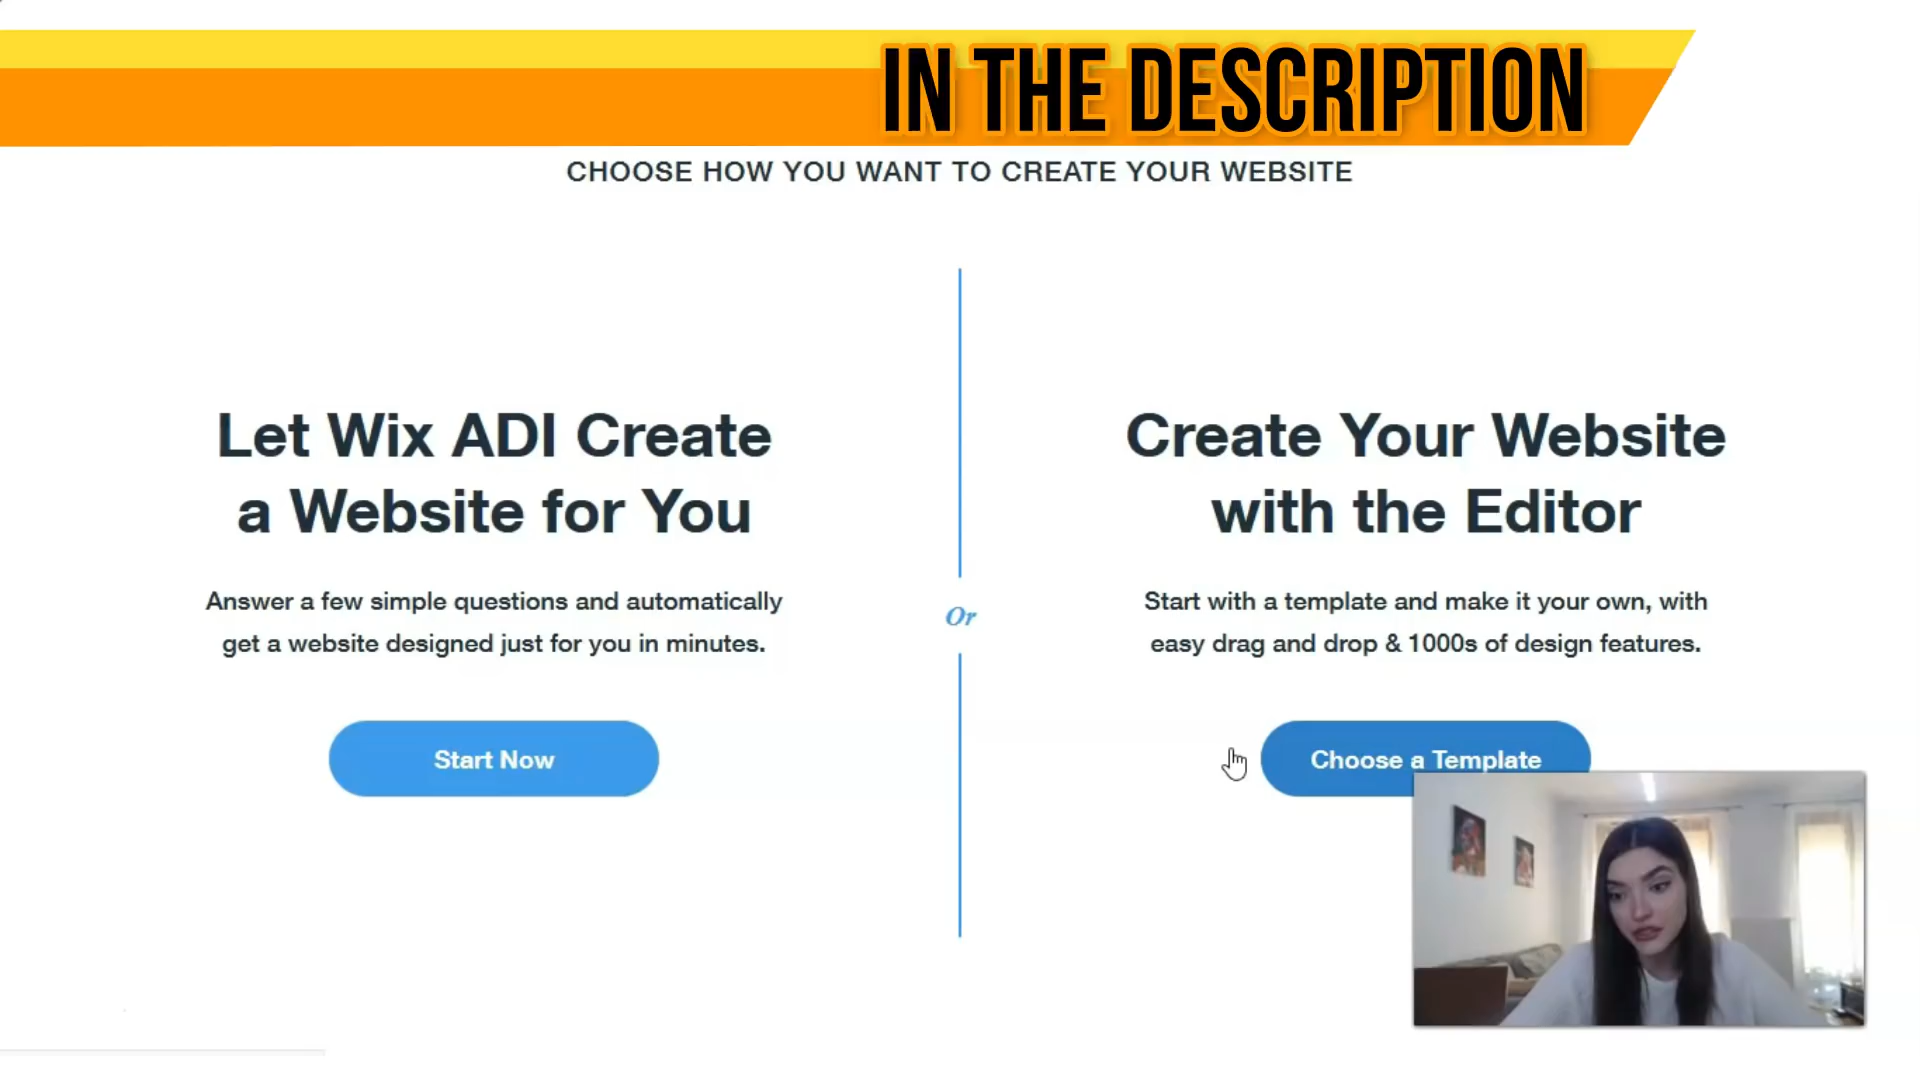 IN THE DESCRIPTION
CHOOSE HOW YOU WANT TO CREATE YOUR WEBSITE
Let Wix ADI Create
a Website for You
Answer a few simple questions and automatically
get a website designed just for you in minutes.
Start Now
Or
Create Your Website
with the Editor
Start with a template and make it your own, with
easy drag and drop & 1000s of design features.
Choose a Template